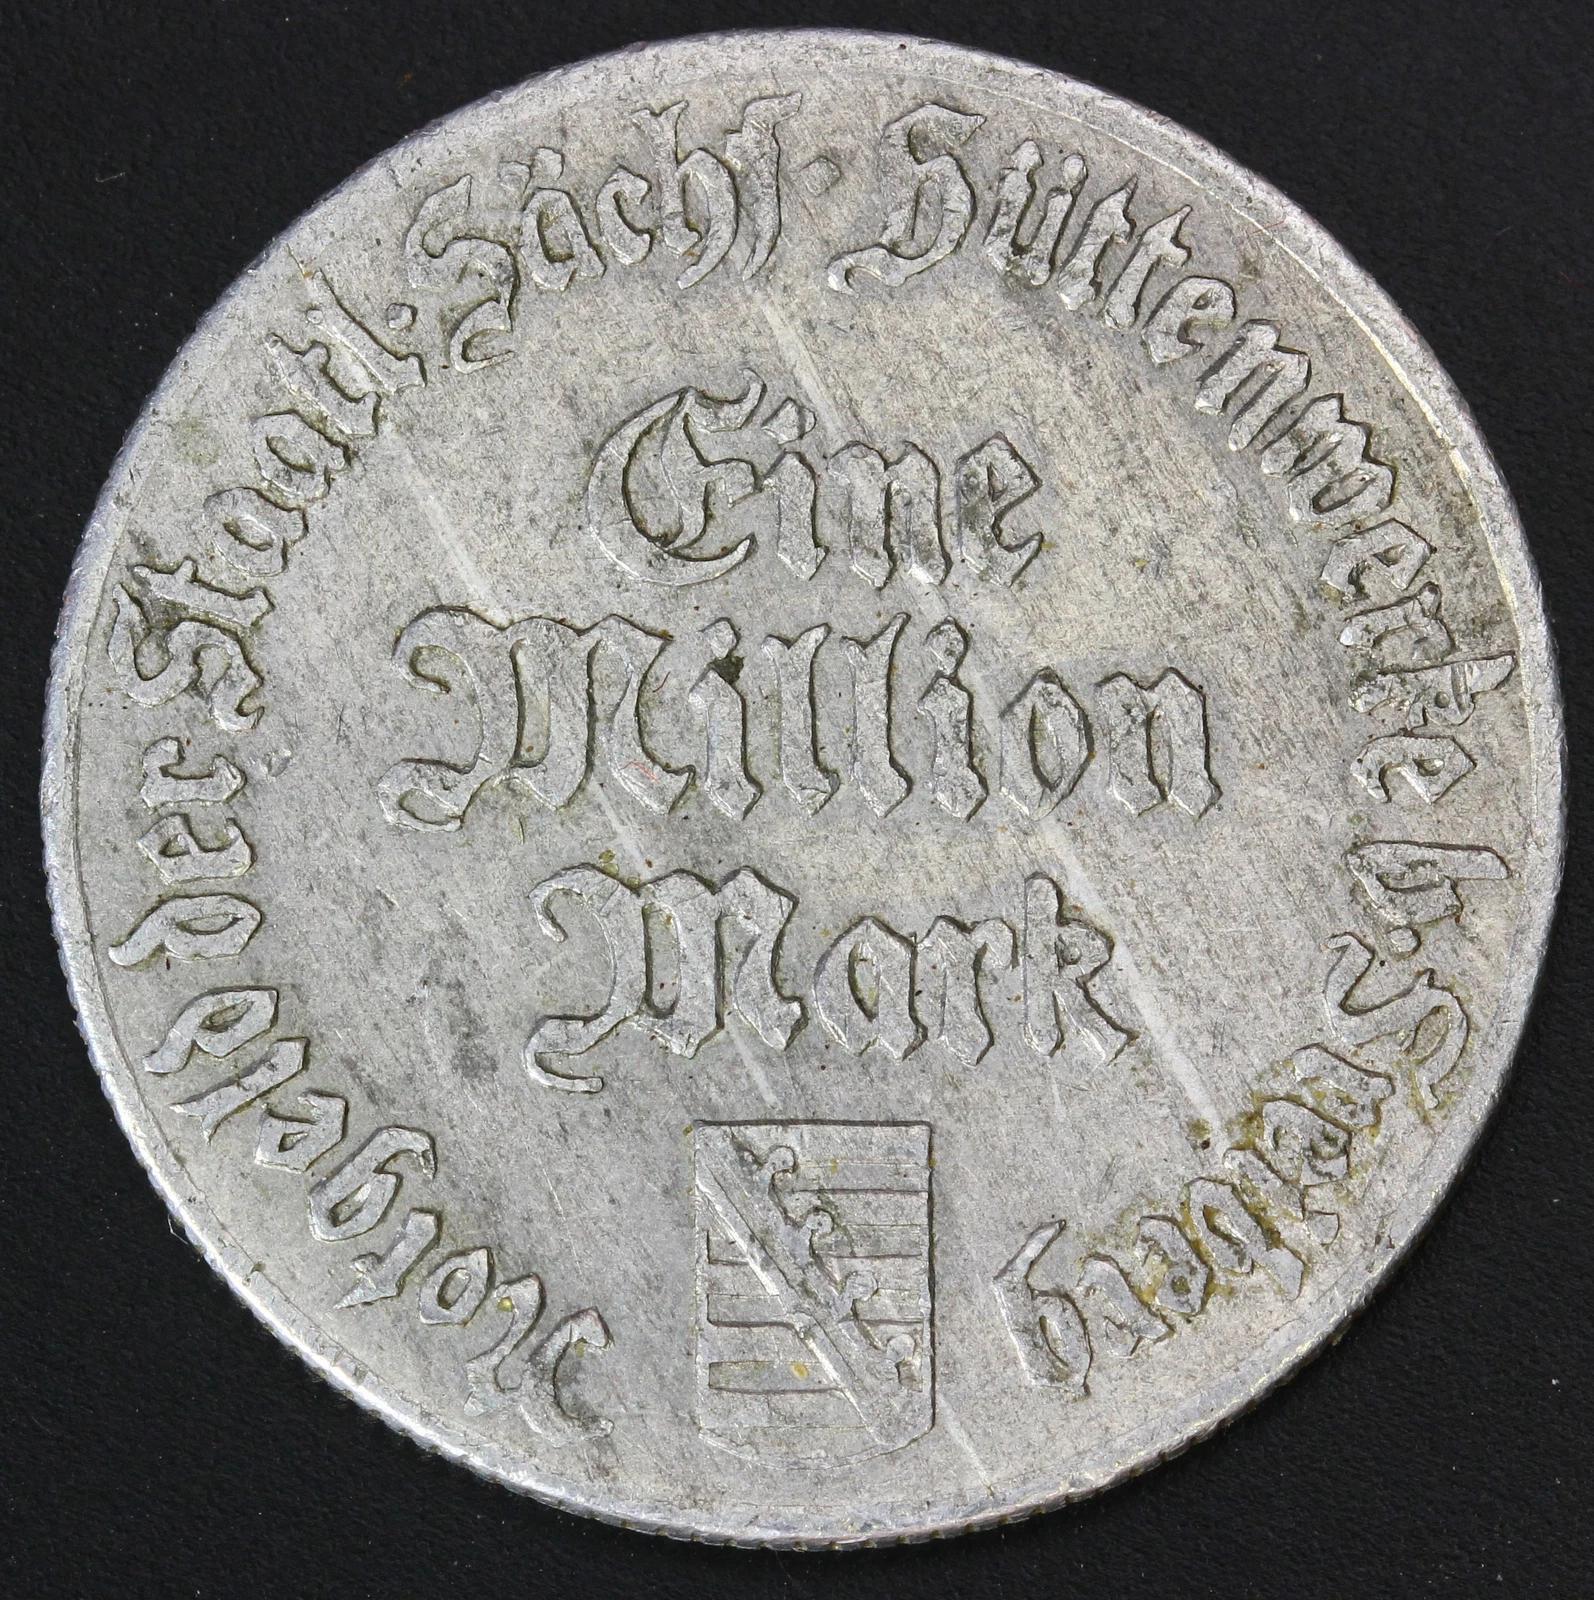 Notgeld der Staatl. Sächs. Hüttenwerke b. Freiberg
Eine
Million
Mark